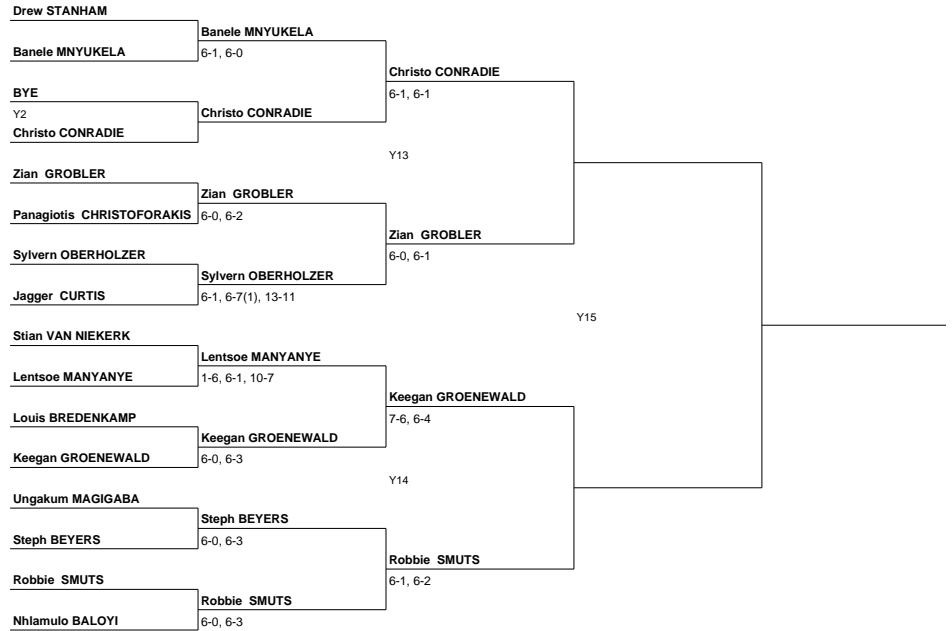 Drew STANHAM
Banele MNYUKELA
6-1, 6-0
Banele MNYUKELA
Christo CONRADIE
6-1, 6-1
BYE
Y2
Christo CONRADIE
Christo CONRADIE
Y13
Zian GROBLER
Zian GROBLER
Panagiotis CHRISTOFORAKIS
6-0, 6-2
Zian GROBLER
6-0, 6-1
Sylvern OBERHOLZER
Sylvern OBERHOLZER
Jagger CURTIS
6-1, 6-7(1), 13-11
Y15
Stian VAN NIEKERK
Lentsoe MANYANYE
Lentsoe MANYANYE
1-6, 6-1, 10-7
Keegan GROENEWALD
7-6, 6-4
Louis BREDENKAMP
Keegan GROENEWALD
Keegan GROENEWALD
6-0, 6-3
Y14
Ungakum MAGIGABA
Steph BEYERS
Steph BEYERS
6-0, 6-3
Robbie SMUTS
6-1, 6-2
Robbie SMUTS
Robbie SMUTS
Nhlamulo BALOYI
6-0, 6-3